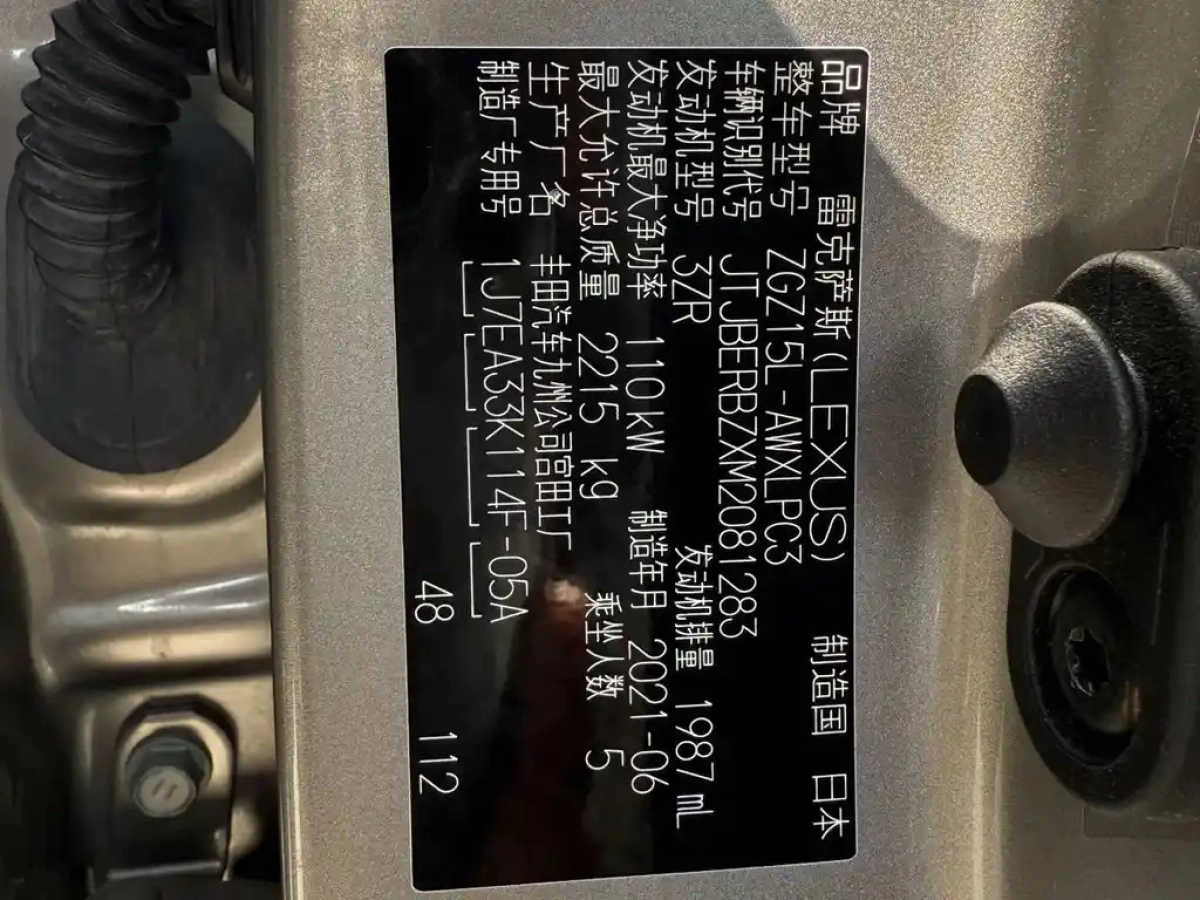 品牌 雷克萨斯(LEXUS) 制造国 日本
整车型号 ZGZ15L-AWXLPC3
车辆识别代号 JTJBERBZXM2081283
发动机型号 3ZR 发动机排量 1987 mL
发动机最大净功率 110kW 制造年月 2021-06
最大允许总质量 2215 kg 乘坐人数 5
生产厂名 丰田汽车九州公司宫田工厂
制造厂专用号 1J7EA33K114F-05A
48 112